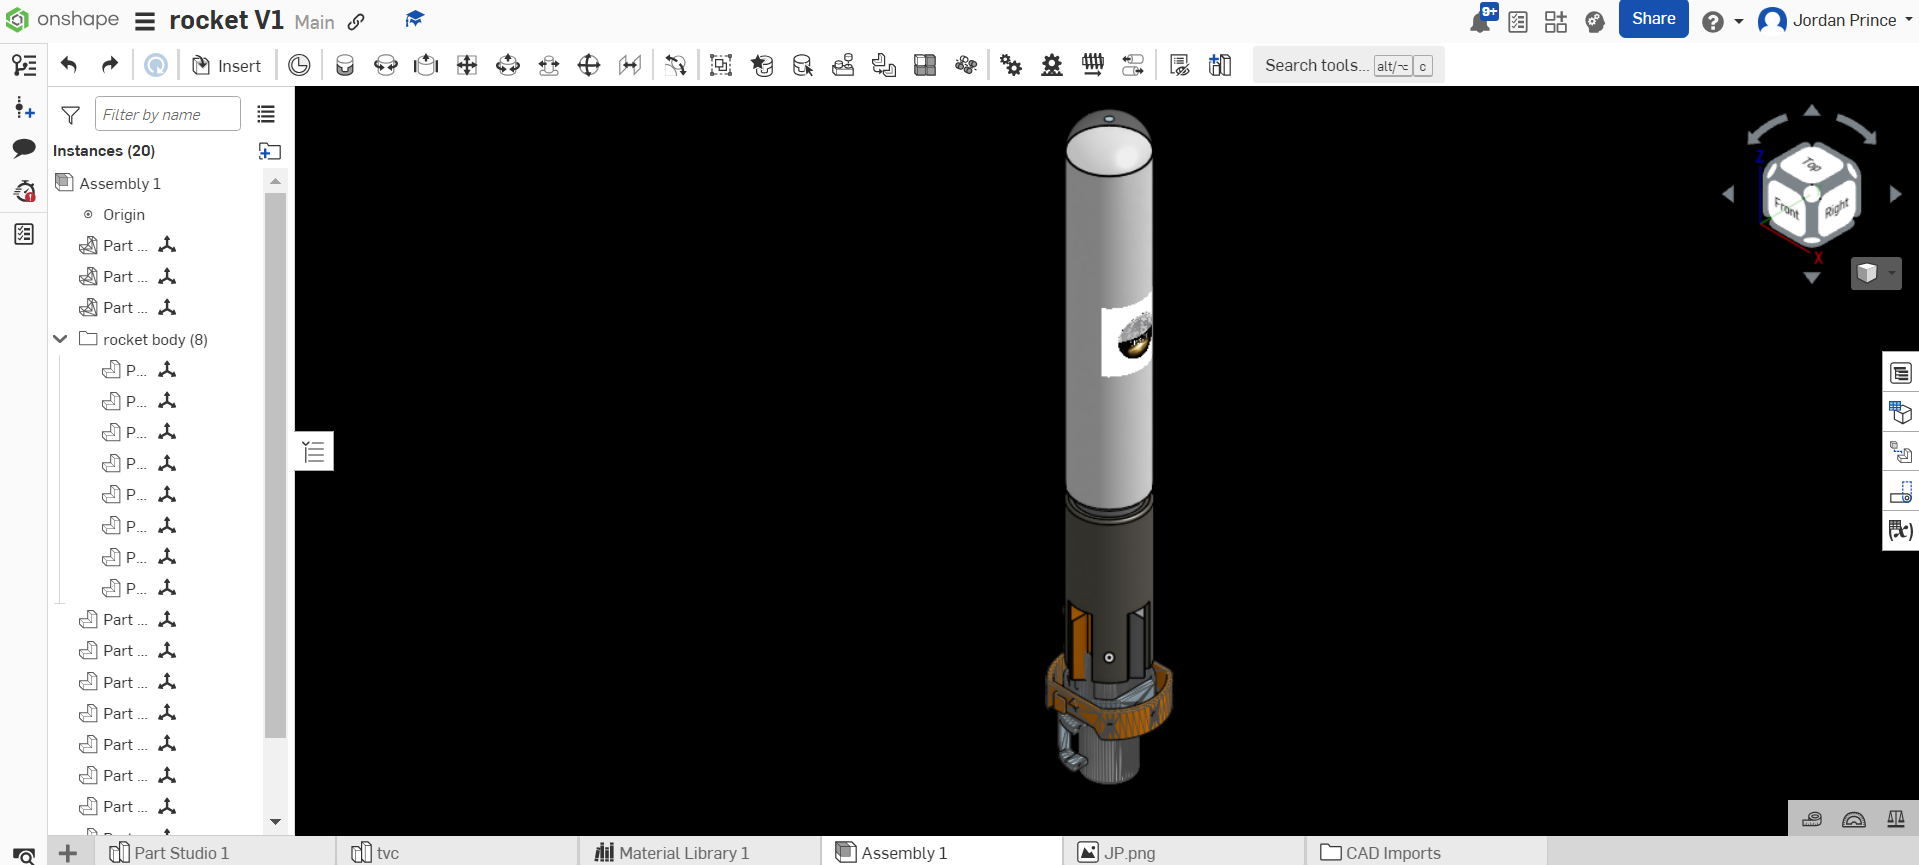 onshape rocket V1 Main 9+ Share Jordan Prince
Insert Search tools... alt/⌥ c
Filter by name
Instances (20)
Assembly 1
Origin
Part ...
Part ...
Part ...
rocket body (8)
P...
P...
P...
P...
P...
P...
P...
P...
Part ...
Part ...
Part ...
Part ...
Part ...
Part ...
Part ...
Top
Front Right
Z
X
Part Studio 1 tvc Material Library 1 Assembly 1 JP.png CAD Imports